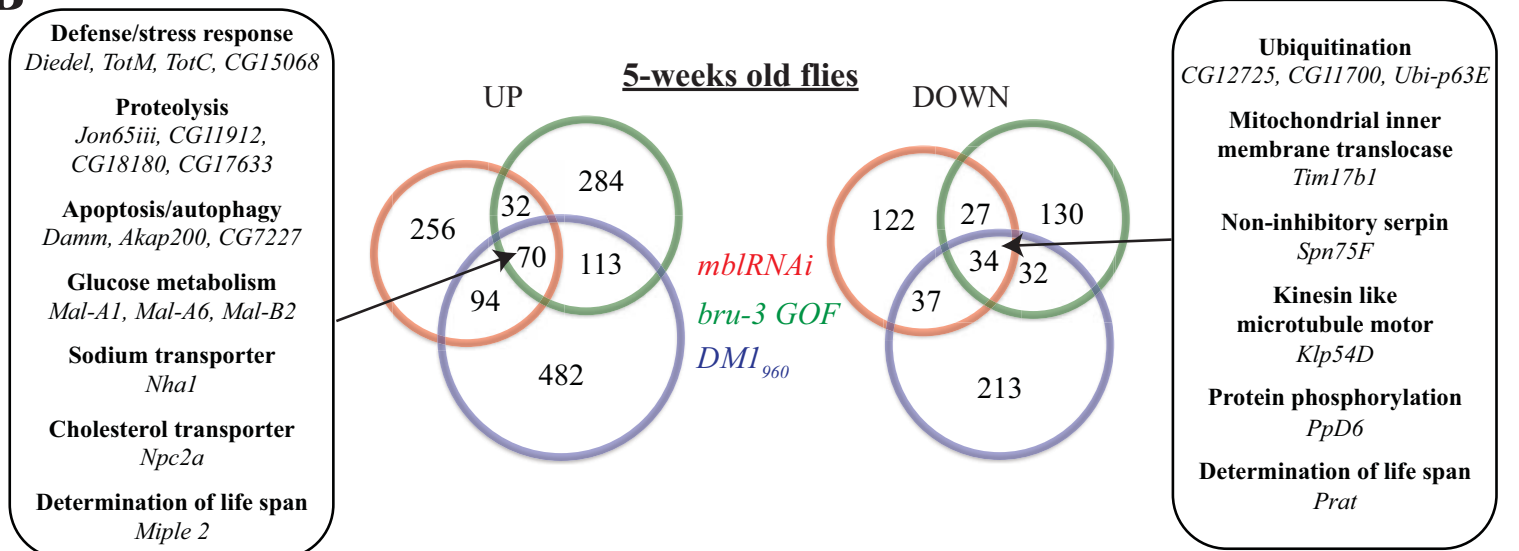 B
Defense/stress response
Diedel, TotM, TotC, CG15068
Proteolysis
Jon65iii, CG11912,
CG18180, CG17633
Apoptosis/autophagy
Damm, Akap200, CG7227
Glucose metabolism
Mal-A1, Mal-A6, Mal-B2
Sodium transporter
Nha1
Cholesterol transporter
Npc2a
Determination of life span
Miple 2
5-weeks old flies
UP
284
32
256
70
113
94
482
mblRNAi
bru-3 GOF
DM1960
DOWN
122
27
130
34
32
37
213
Ubiquitination
CG12725, CG11700, Ubi-p63E
Mitochondrial inner
membrane translocase
Tim17b1
Non-inhibitory serpin
Spn75F
Kinesin like
microtubule motor
Klp54D
Protein phosphorylation
PpD6
Determination of life span
Prat